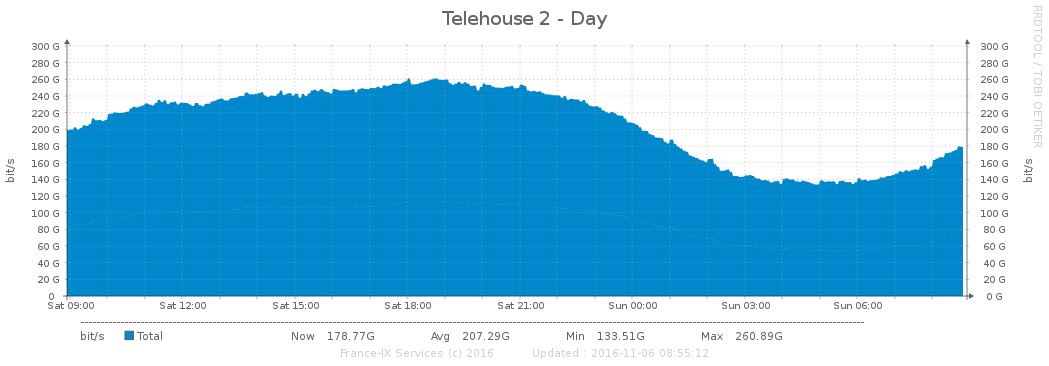 Telehouse 2 - Day
RRDTOOL / TOBI OETIKER
bit/s
300 G 300 G
280 G 280 G
260 G 260 G
240 G 240 G
220 G 220 G
200 G 200 G
180 G 180 G
160 G 160 G
140 G 140 G
120 G 120 G
100 G 100 G
80 G 80 G
60 G 60 G
40 G 40 G
20 G 20 G
0 0 G
bit/s
Sat 09:00 Sat 12:00 Sat 15:00 Sat 18:00 Sat 21:00 Sun 00:00 Sun 03:00 Sun 06:00
bit/s Total Now 178.77G Avg 207.29G Min 133.51G Max 260.89G
France-IX Services (c) 2016 Updated : 2016-11-06 08:55:12